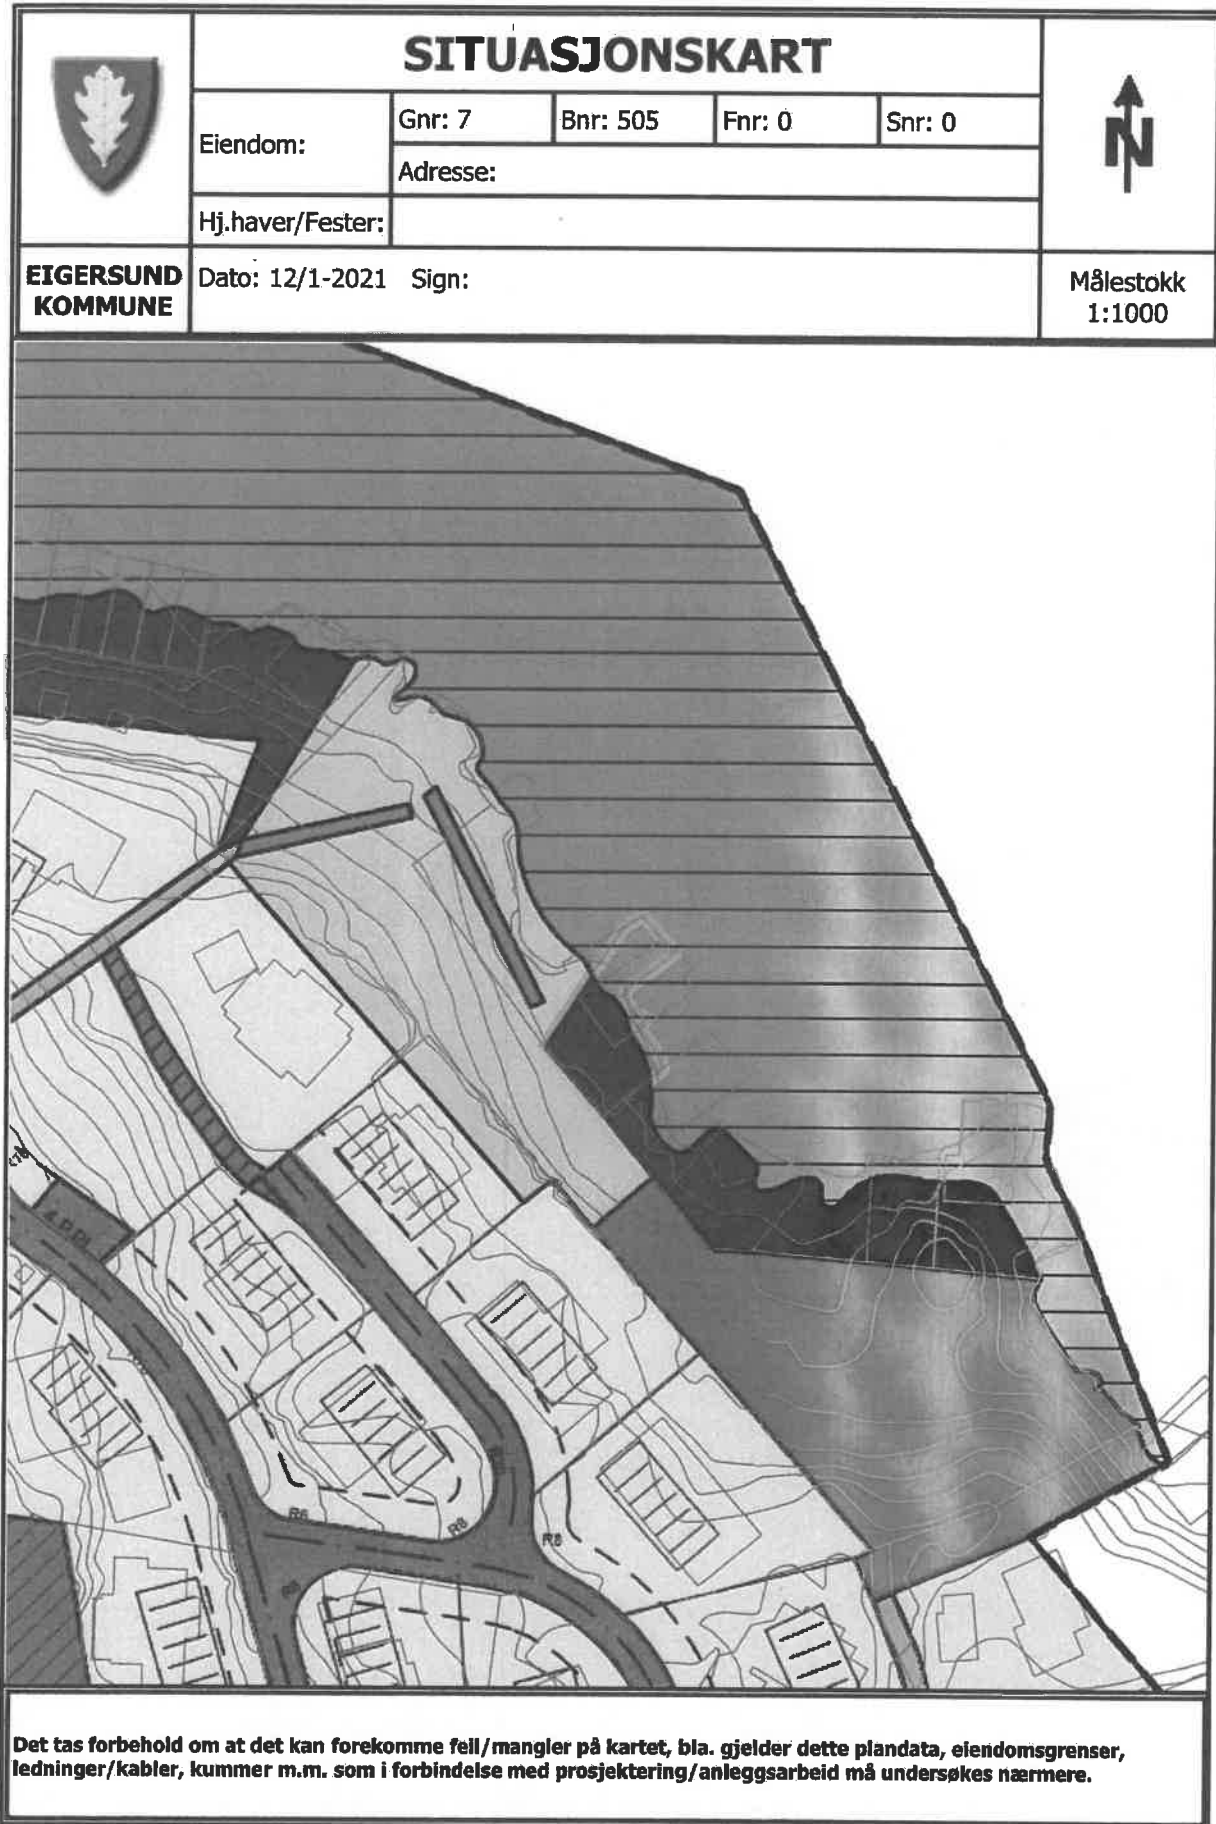 SITUASJONSKART
Eiendom:
Gnr: 7
Bnr: 505
Fnr: 0
Snr: 0
Adresse:
Hj.haver/Fester:
N
EIGERSUND
KOMMUNE
Dato: 12/1-2021 Sign:
Målestokk
1:1000
R6
R8
R8
Det tas forbehold om at det kan forekomme feil/mangler på kartet, bla. gjelder dette plandata, eiendomsgrenser,
ledninger/kabler, kummer m.m. som i forbindelse med prosjektering/anleggsarbeid må undersøkes nærmere.